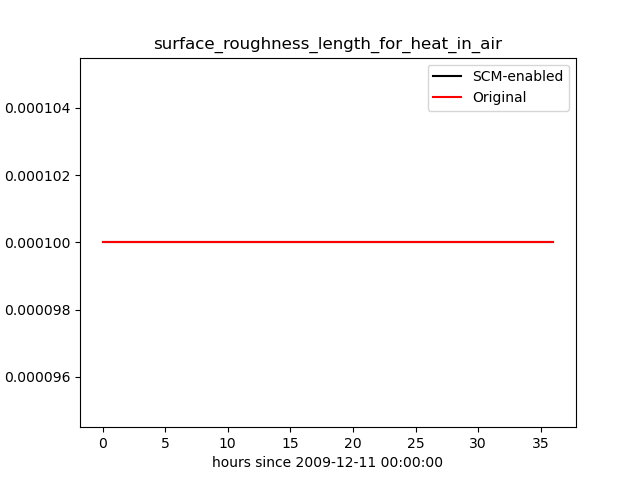 surface_roughness_length_for_heat_in_air
SCM-enabled
Original
0.000104
0.000102
0.000100
0.000098
0.000096
0 5 10 15 20 25 30 35
hours since 2009-12-11 00:00:00